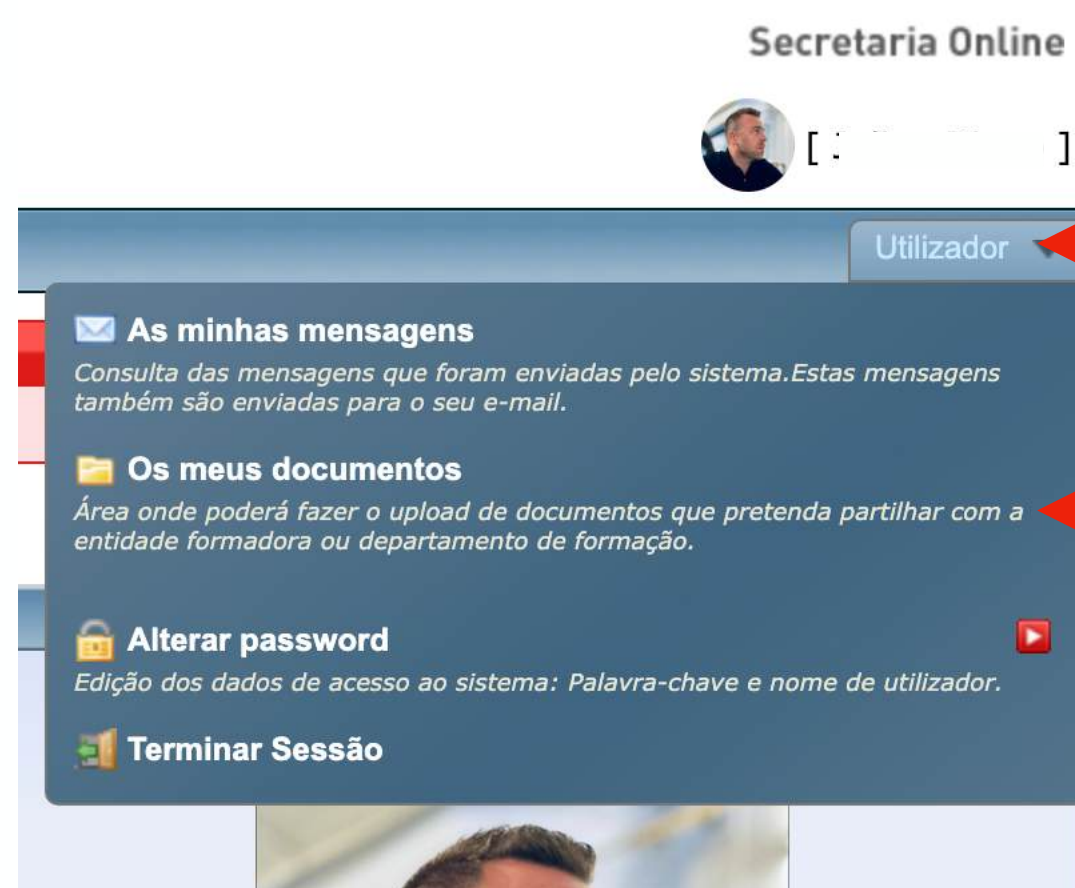 Secretaria Online
[ ]
Utilizador
As minhas mensagens
Consulta das mensagens que foram enviadas pelo sistema.Estas mensagens
também são enviadas para o seu e-mail.
Os meus documentos
Área onde poderá fazer o upload de documentos que pretenda partilhar com a
entidade formadora ou departamento de formação.
Alterar password
Edição dos dados de acesso ao sistema: Palavra-chave e nome de utilizador.
Terminar Sessão